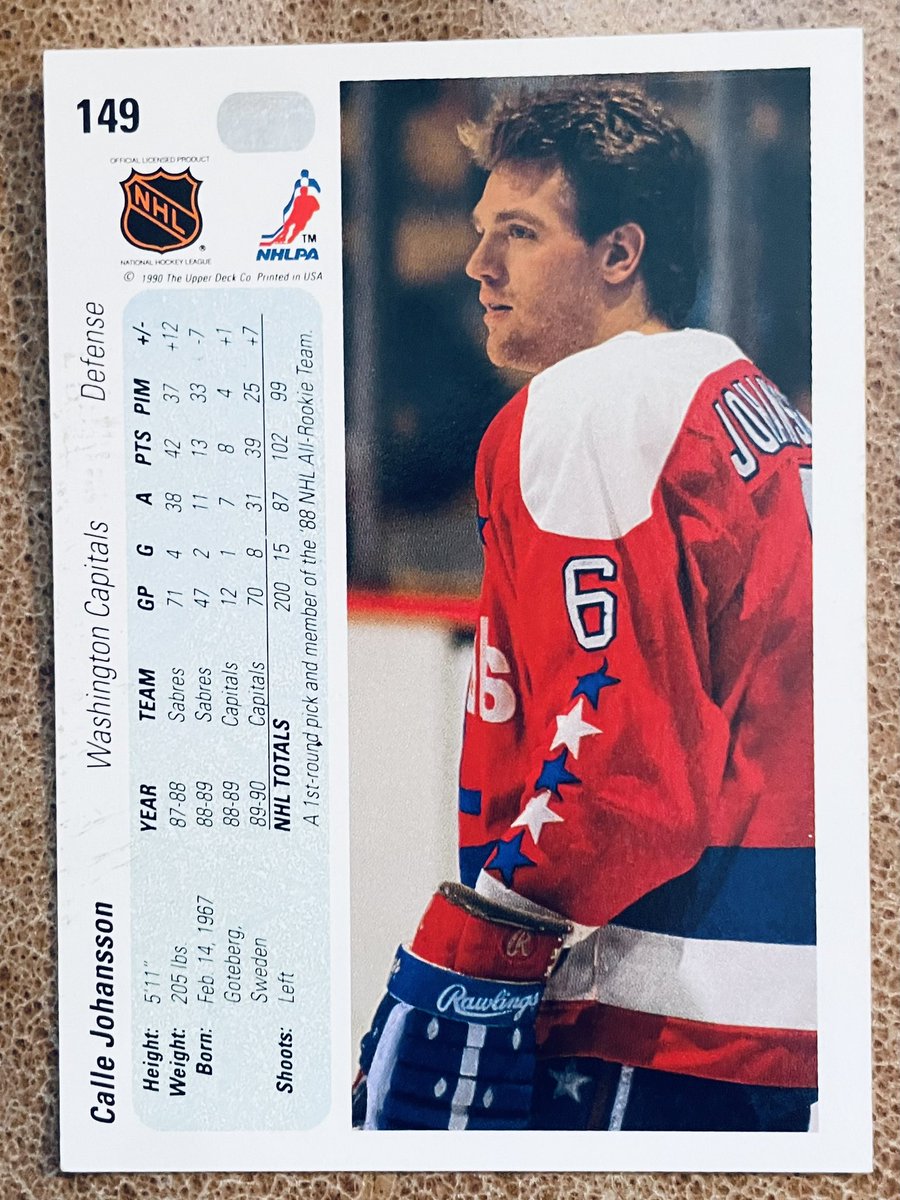 149
OFFICIAL LICENSED PRODUCT
NHL
®
NATIONAL HOCKEY LEAGUE
TM
NHLPA
© 1990 The Upper Deck Co. Printed in USA
Calle Johansson Washington Capitals Defense
Height: 5'11"
Weight: 205 lbs.
Born: Feb. 14, 1967
Goteberg,
Sweden
Shoots: Left
YEAR TEAM GP G A PTS PIM +/-
87-88 Sabres 71 4 38 42 37 +12
88-89 Sabres 47 2 11 13 33 -7
88-89 Capitals 12 1 7 8 4 +1
89-90 Capitals 70 8 31 39 25 +7
NHL TOTALS 200 15 87 102 99
A 1st-round pick and member of the '88 NHL All-Rookie Team.
6
R
Rawlings